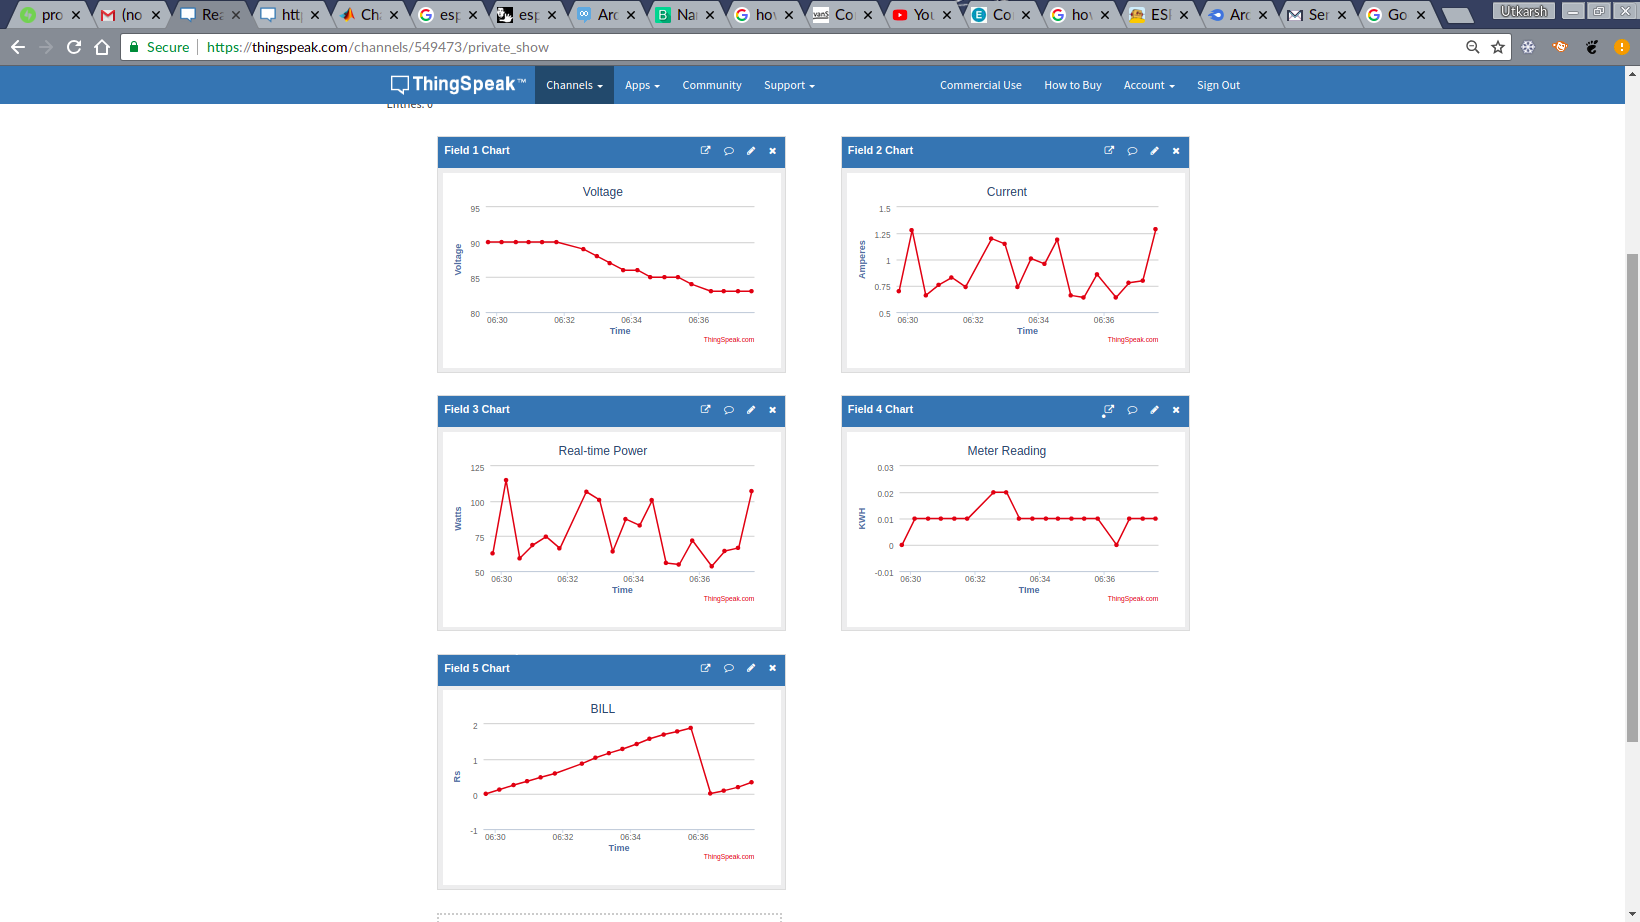 Utkarsh
pro
(no
Rea
htt
Ch
esp
esp
Arc
Nai
hov
Co
You
Coo
hov
ESI
Arc
Ser
Go
Secure https://thingspeak.com/channels/549473/private_show
ThingSpeak™ Channels Apps Community Support Commercial Use How to Buy Account Sign Out
Entries: 0
Field 1 Chart
Voltage
95
90
85
80
Voltage
06:30 06:32 06:34 06:36
Time
ThingSpeak.com
Field 2 Chart
Current
1.5
1.25
1
0.75
0.5
Amperes
06:30 06:32 06:34 06:36
Time
ThingSpeak.com
Field 3 Chart
Real-time Power
125
100
75
50
Watts
06:30 06:32 06:34 06:36
Time
ThingSpeak.com
Field 4 Chart
Meter Reading
0.03
0.02
0.01
0
-0.01
KWH
06:30 06:32 06:34 06:36
TIme
ThingSpeak.com
Field 5 Chart
BILL
2
1
0
-1
Rs
06:30 06:32 06:34 06:36
Time
ThingSpeak.com